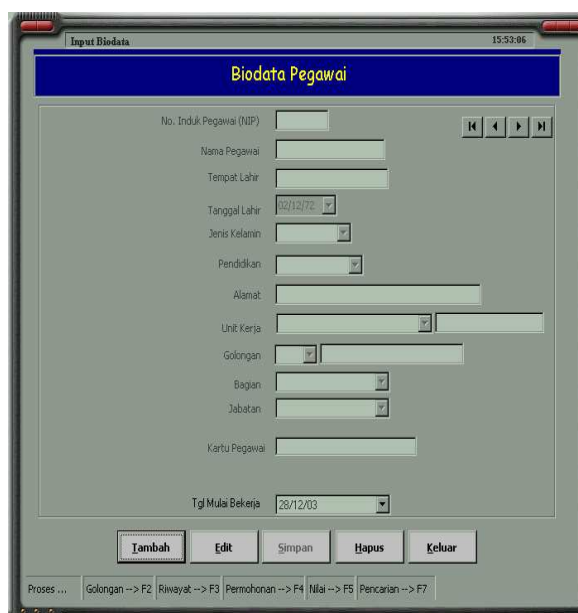 Input Biodata 15:53:06
Biodata Pegawai
No. Induk Pegawai (NIP)
Nama Pegawai
Tempat Lahir
Tanggal Lahir 02/12/72
Jenis Kelamin
Pendidikan
Alamat
Unit Kerja
Golongan
Bagian
Jabatan
Kartu Pegawai
Tgl Mulai Bekerja 28/12/03
Tambah Edit Simpan Hapus Keluar
Proses ... Golongan --> F2 Riwayat --> F3 Permohonan --> F4 Nilai --> F5 Pencarian --> F7